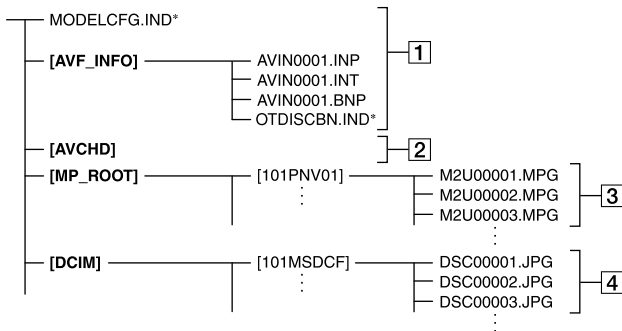 MODELCFG.IND*
1
[AVF_INFO] AVIN0001.INP
AVIN0001.INT
AVIN0001.BNP
OTDISCBN.IND*
[AVCHD] 2
[MP_ROOT] [101PNV01] M2U00001.MPG
M2U00002.MPG 3
M2U00003.MPG
[DCIM] [101MSDCF] DSC00001.JPG
DSC00002.JPG 4
DSC00003.JPG